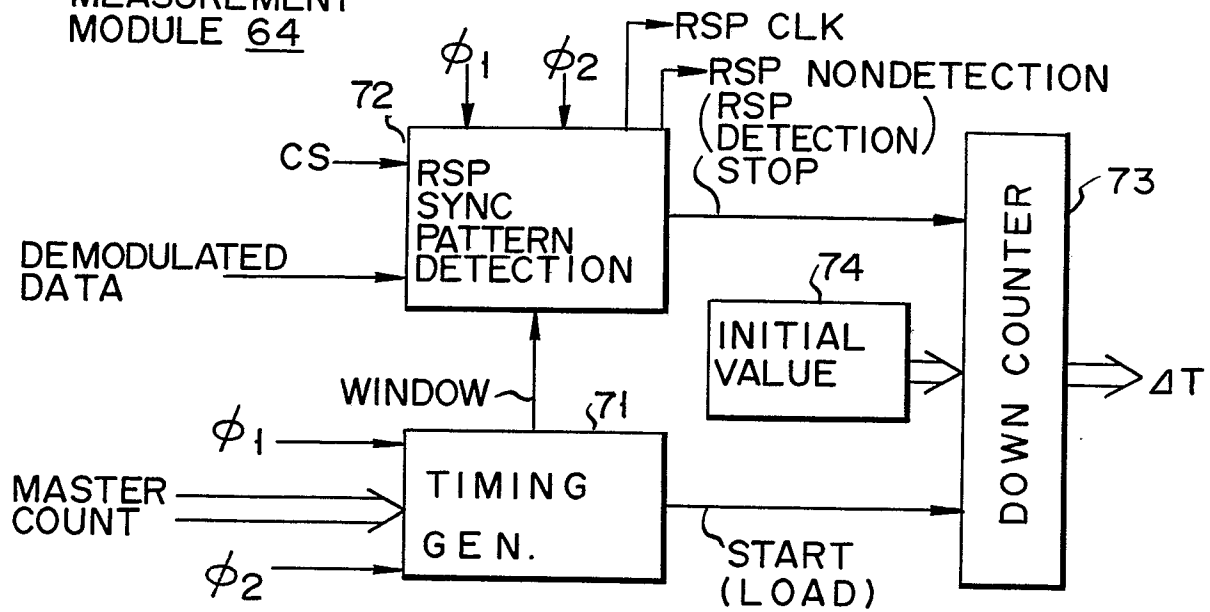 MEASUREMENT
MODULE 64
RSP CLK
ϕ1
ϕ2
RSP NONDETECTION
(RSP
DETECTION)
STOP
72
CS
RSP
SYNC
PATTERN
DETECTION
73
DEMODULATED
DATA
74
INITIAL
VALUE
DOWN COUNTER
ΔT
WINDOW
71
ϕ1
MASTER
COUNT
TIMING
GEN.
ϕ2
START
(LOAD)